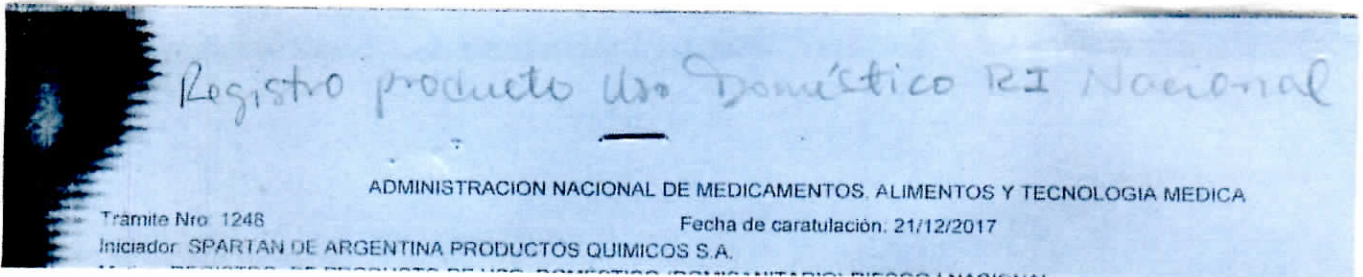 Registro producto Uso Doméstico RI Nacional
ADMINISTRACION NACIONAL DE MEDICAMENTOS, ALIMENTOS Y TECNOLOGIA MEDICA
Trámite Nro: 1248 Fecha de caratulación: 21/12/2017
Iniciador: SPARTAN DE ARGENTINA PRODUCTOS QUIMICOS S.A.